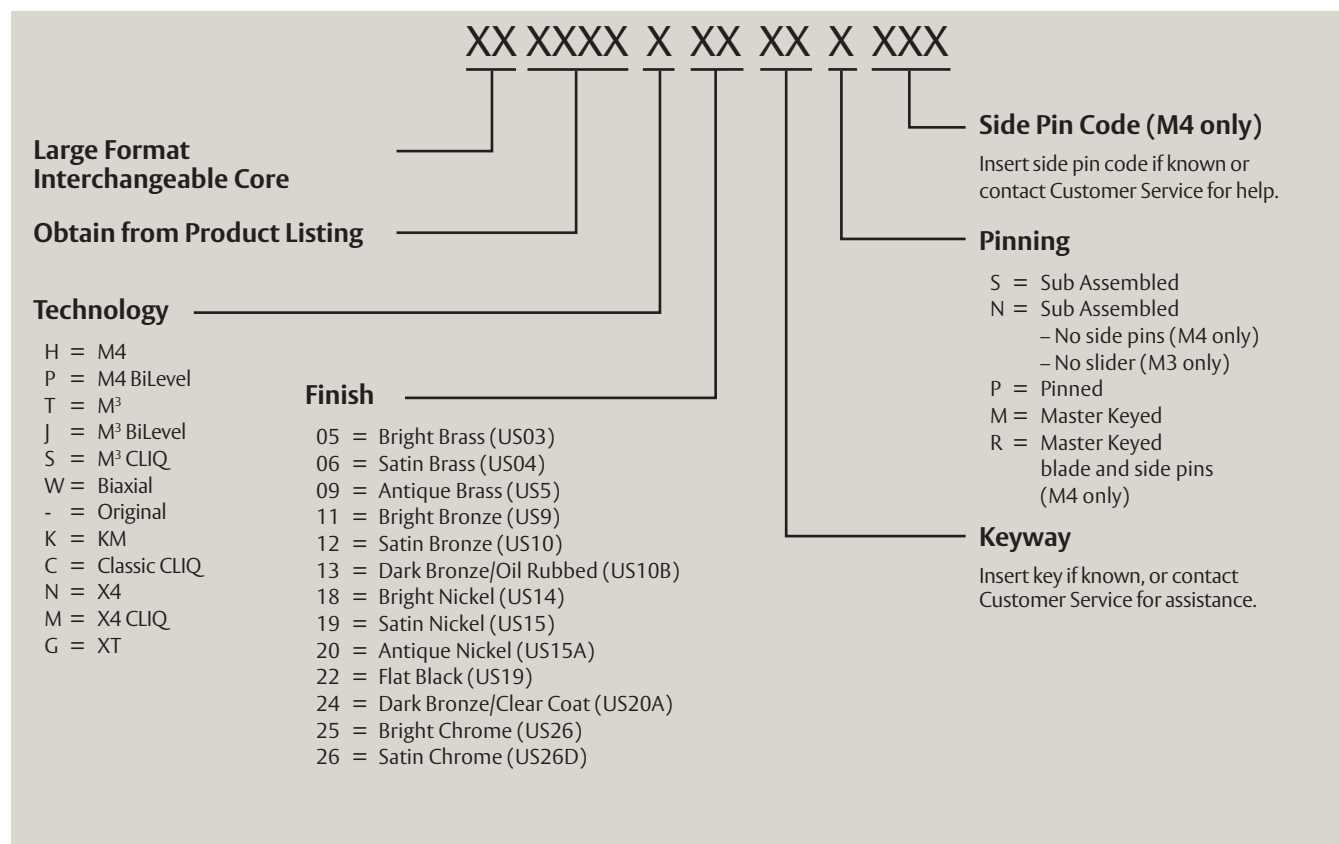 XX XXXX X XX XX X XXX
Large Format
Interchangeable Core
Obtain from Product Listing
Technology
H = M4
P = M4 BiLevel
T = M³
J = M³ BiLevel
S = M³ CLIQ
W = Biaxial
- = Original
K = KM
C = Classic CLIQ
N = X4
M = X4 CLIQ
G = XT
Finish
05 = Bright Brass (US03)
06 = Satin Brass (US04)
09 = Antique Brass (US5)
11 = Bright Bronze (US9)
12 = Satin Bronze (US10)
13 = Dark Bronze/Oil Rubbed (US10B)
18 = Bright Nickel (US14)
19 = Satin Nickel (US15)
20 = Antique Nickel (US15A)
22 = Flat Black (US19)
24 = Dark Bronze/Clear Coat (US20A)
25 = Bright Chrome (US26)
26 = Satin Chrome (US26D)
Side Pin Code (M4 only)
Insert side pin code if known or
contact Customer Service for help.
Pinning
S = Sub Assembled
N = Sub Assembled
– No side pins (M4 only)
– No slider (M3 only)
P = Pinned
M = Master Keyed
R = Master Keyed
blade and side pins
(M4 only)
Keyway
Insert key if known, or contact
Customer Service for assistance.